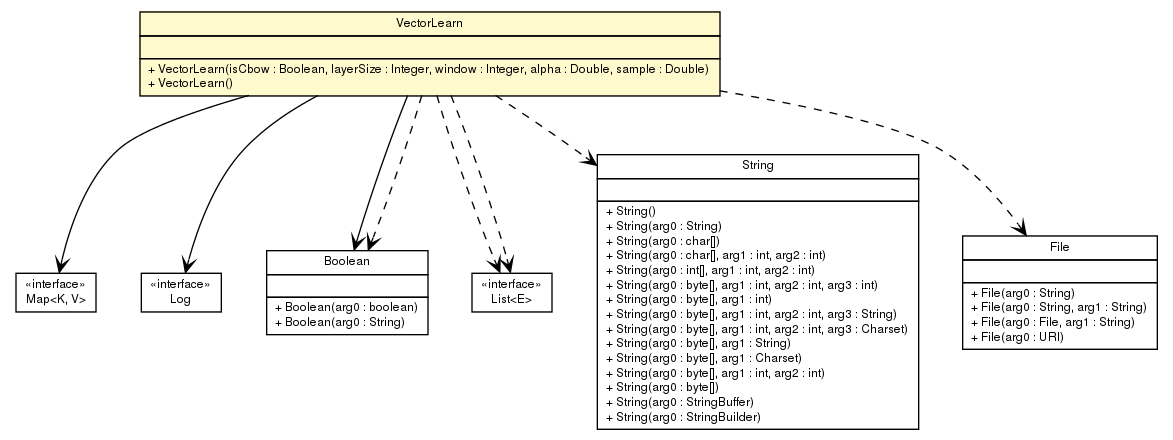 VectorLearn
+ VectorLearn(isCbow : Boolean, layerSize : Integer, window : Integer, alpha : Double, sample : Double)
+ VectorLearn()
«interface»
Map<K, V>
«interface»
Log
Boolean
+ Boolean(arg0 : boolean)
+ Boolean(arg0 : String)
«interface»
List<E>
String
+ String()
+ String(arg0 : String)
+ String(arg0 : char[])
+ String(arg0 : char[], arg1 : int, arg2 : int)
+ String(arg0 : int[], arg1 : int, arg2 : int)
+ String(arg0 : byte[], arg1 : int, arg2 : int, arg3 : int)
+ String(arg0 : byte[], arg1 : int)
+ String(arg0 : byte[], arg1 : int, arg2 : int, arg3 : String)
+ String(arg0 : byte[], arg1 : int, arg2 : int, arg3 : Charset)
+ String(arg0 : byte[], arg1 : String)
+ String(arg0 : byte[], arg1 : Charset)
+ String(arg0 : byte[], arg1 : int, arg2 : int)
+ String(arg0 : byte[])
+ String(arg0 : StringBuffer)
+ String(arg0 : StringBuilder)
File
+ File(arg0 : String)
+ File(arg0 : String, arg1 : String)
+ File(arg0 : File, arg1 : String)
+ File(arg0 : URI)